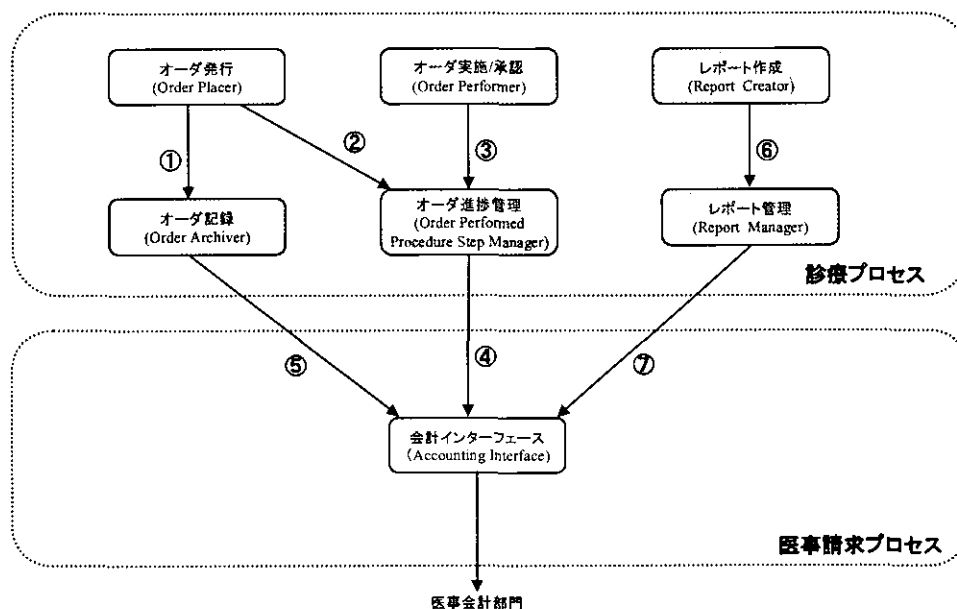 オーダ発行
(Order Placer)
オーダ実施/承認
(Order Performer)
レポート作成
(Report Creator)
①
②
③
⑥
オーダ記録
(Order Archiver)
オーダ進捗管理
(Order Performed
Procedure Step Manager)
レポート管理
(Report Manager)
診療プロセス
⑤
④
⑦
会計インターフェース
(Accounting Interface)
医事請求プロセス
医事会計部門